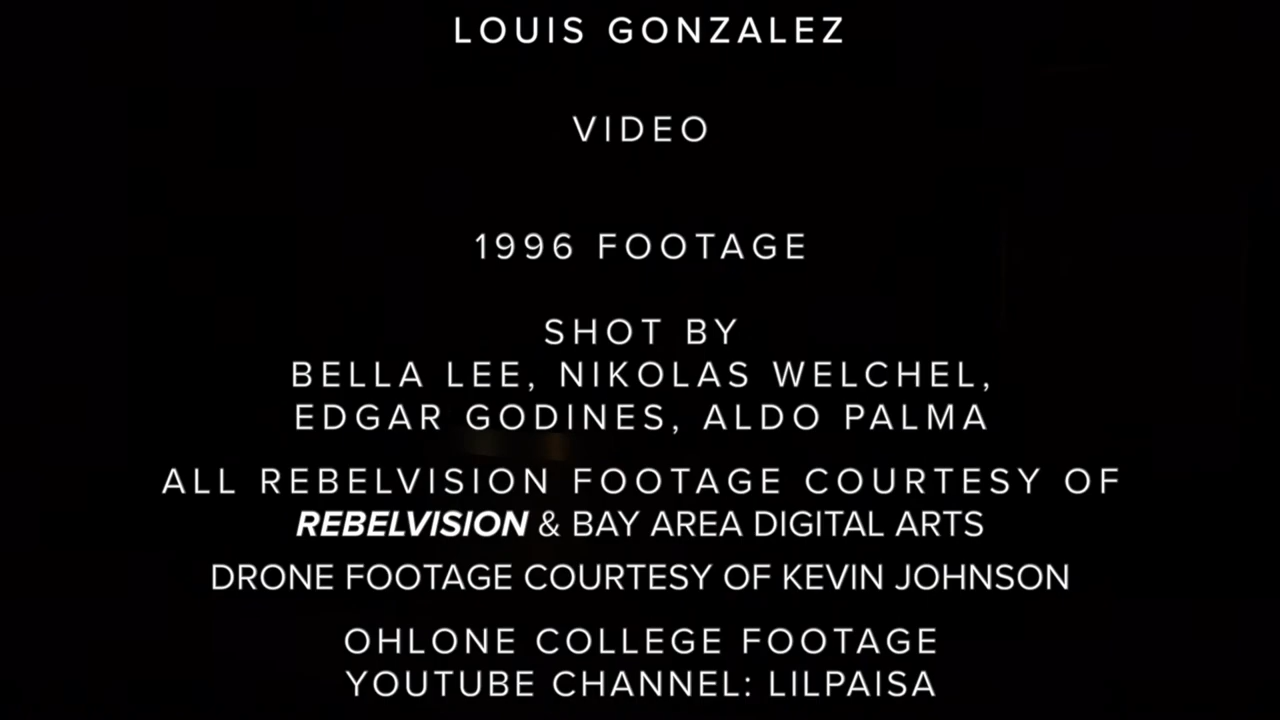 LOUIS GONZALEZ
VIDEO
1996 FOOTAGE
SHOT BY
BELLA LEE, NIKOLAS WELCHEL,
EDGAR GODINES, ALDO PALMA
ALL REBELVISION FOOTAGE COURTESY OF
REBELVISION & BAY AREA DIGITAL ARTS
DRONE FOOTAGE COURTESY OF KEVIN JOHNSON
OHLONE COLLEGE FOOTAGE
YOUTUBE CHANNEL: LILPAISA